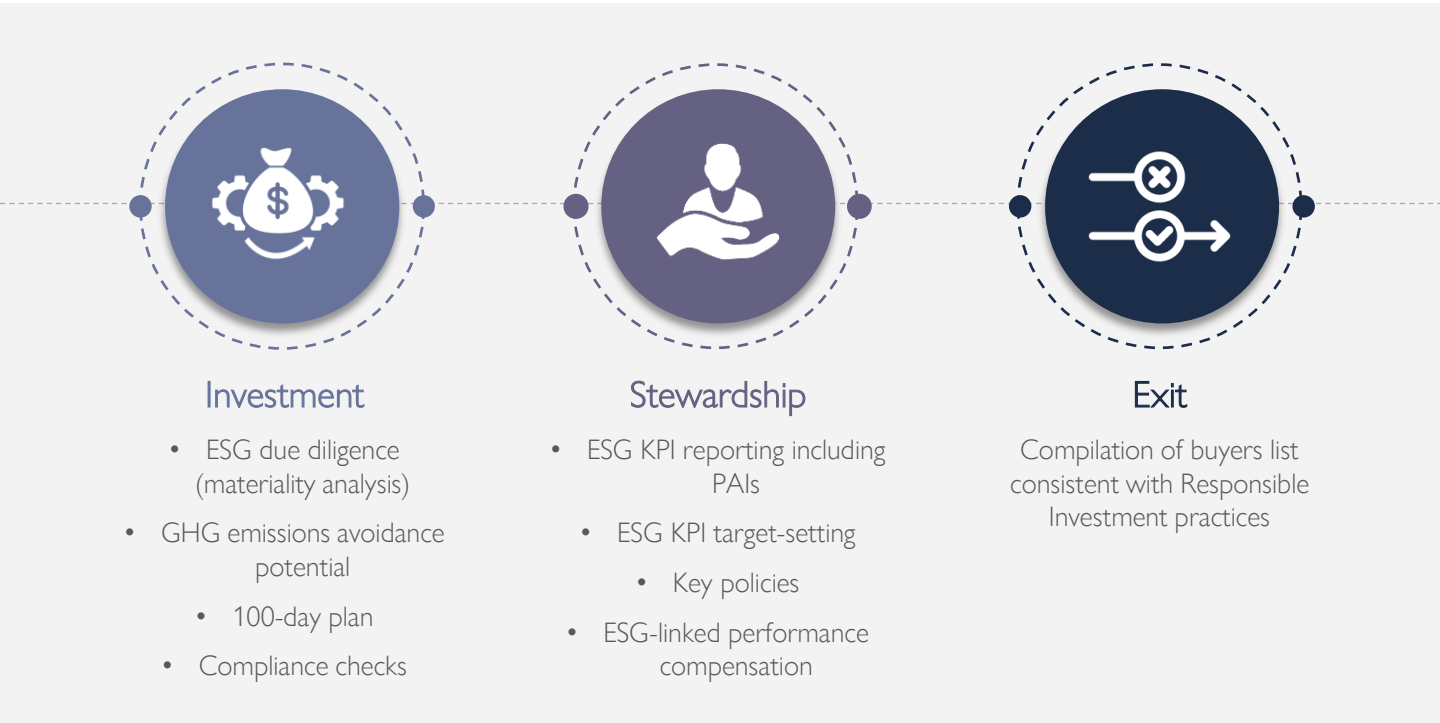 $
Investment
• ESG due diligence
(materiality analysis)
• GHG emissions avoidance
potential
• 100-day plan
• Compliance checks
Stewardship
• ESG KPI reporting including
PAIs
• ESG KPI target-setting
• Key policies
• ESG-linked performance
compensation
Exit
Compilation of buyers list
consistent with Responsible
Investment practices